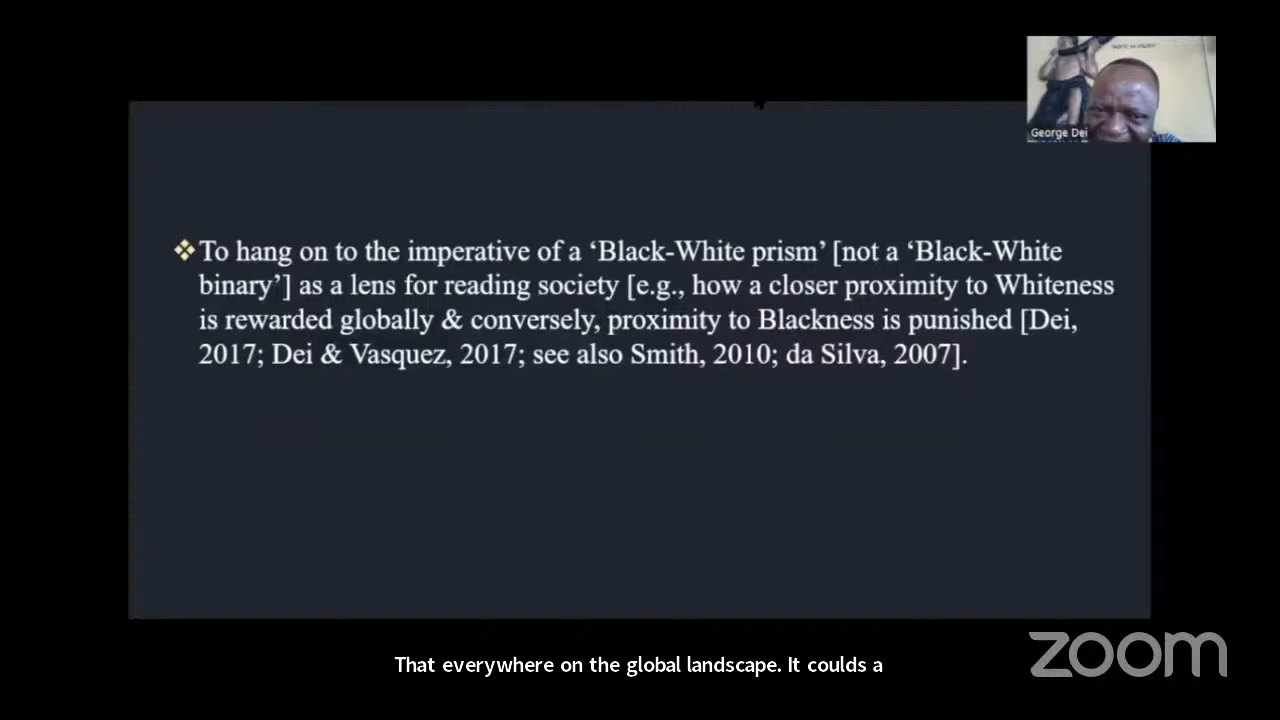 George Dei
❖To hang on to the imperative of a ‘Black-White prism’ [not a ‘Black-White
binary’] as a lens for reading society [e.g., how a closer proximity to Whiteness
is rewarded globally & conversely, proximity to Blackness is punished [Dei,
2017; Dei & Vasquez, 2017; see also Smith, 2010; da Silva, 2007].
That everywhere on the global landscape. It coulds a
zoom